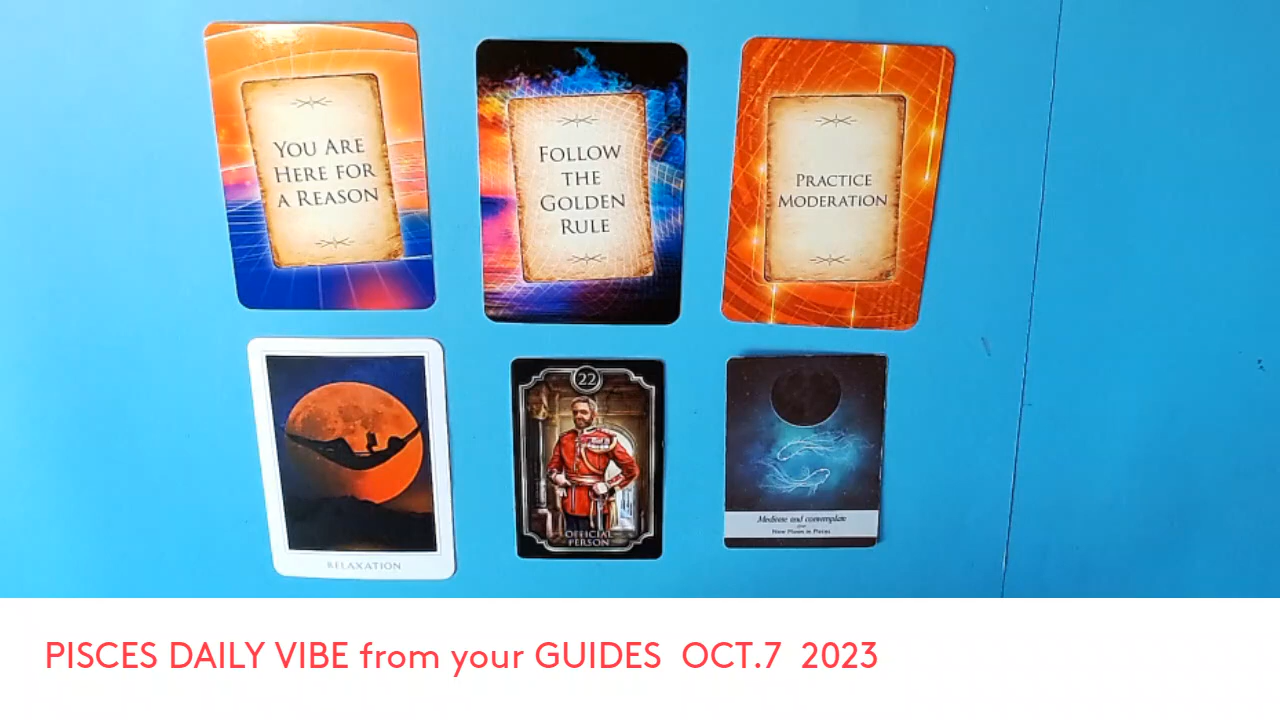 YOU ARE
HERE FOR
A REASON
FOLLOW
THE
GOLDEN
RULE
PRACTICE
MODERATION
RELAXATION
22
OFFICIAL
PERSON
Meditate and contemplate
New Moon in Pisces
PISCES DAILY VIBE from your GUIDES OCT.7 2023